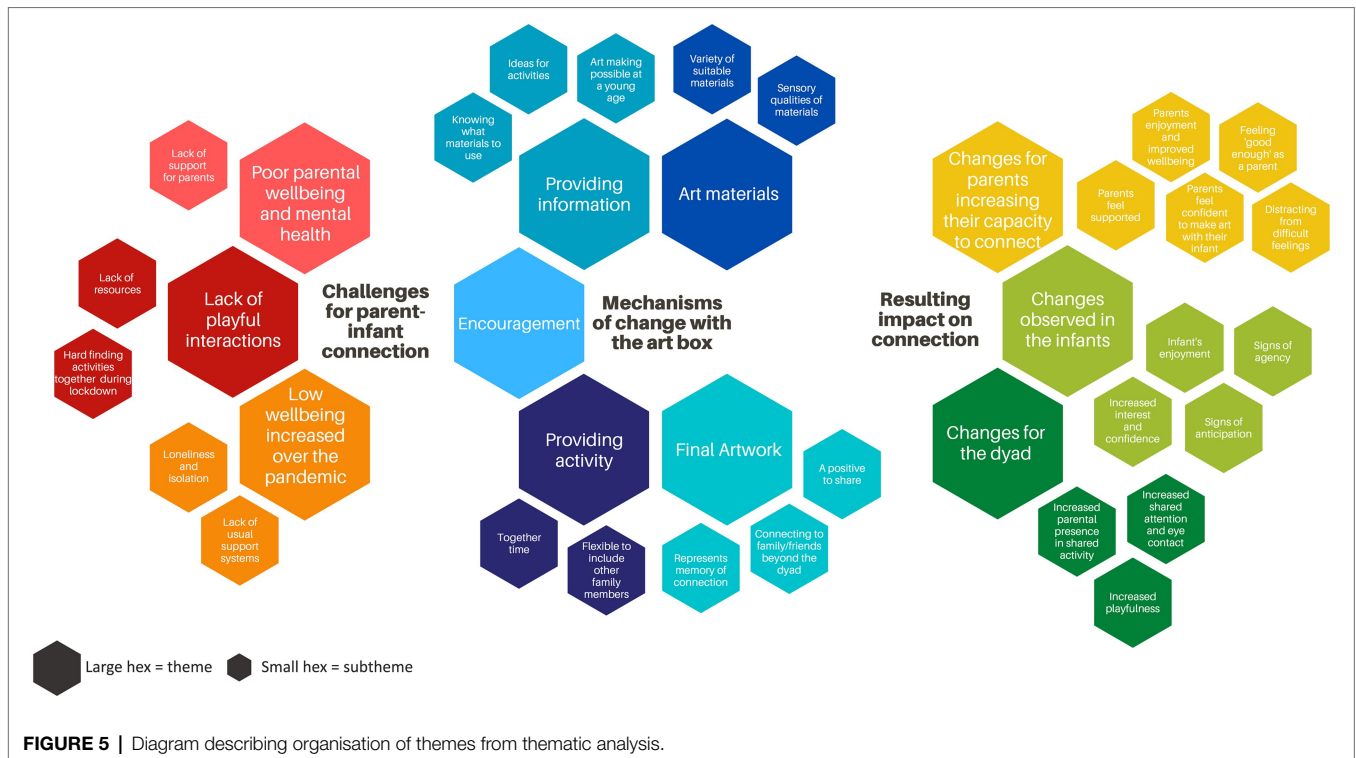 Lack of
support
for parents
Poor parental
wellbeing
and mental
health
Lack of
resources
Lack of
playful
interactions
Hard finding
activities
together during
lockdown
Low
wellbeing
increased
over the
pandemic
Loneliness
and
isolation
Lack of
usual
support
systems
Challenges
for parent-
infant
connection
Ideas for
activities
Art making
possible at
a young
age
Knowing
what
materials to
use
Providing
information
Variety of
suitable
materials
Sensory
qualities of
materials
Art materials
Encouragement
Mechanisms
of change with
the art box
Providing
activity
Together
time
Flexible to
include
other
family
members
Final Artwork
A positive
to share
Represents
memory of
connection
Connecting to
family/friends
beyond the
dyad
Resulting
impact on
connection
Changes for
parents
increasing
their capacity
to connect
Parents
enjoyment
and
improved
wellbeing
Feeling
'good
enough' as
a parent
Parents
feel
supported
Parents
feel
confident
to make art
with their
infant
Distracting
from
difficult
feelings
Changes
observed in
the infants
Infant's
enjoyment
Signs of
agency
Increased
interest
and
confidence
Signs of
anticipation
Changes for
the dyad
Increased
parental
presence
in shared
activity
Increased
shared
attention
and eye
contact
Increased
playfulness
Large hex = theme
Small hex = subtheme
FIGURE 5 | Diagram describing organisation of themes from thematic analysis.